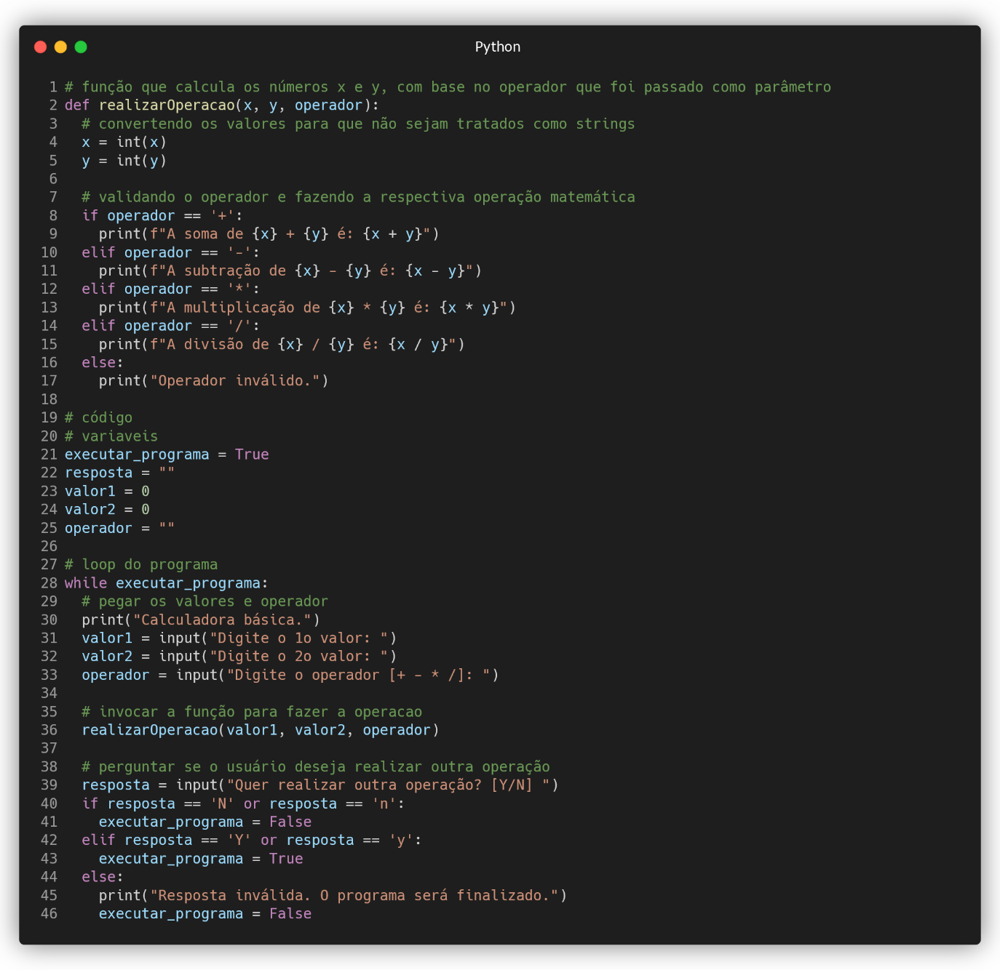 Python
1 # função que calcula os números x e y, com base no operador que foi passado como parâmetro
2 def realizarOperacao(x, y, operador):
3   # convertendo os valores para que não sejam tratados como strings
4   x = int(x)
5   y = int(y)
6
7   # validando o operador e fazendo a respectiva operação matemática
8   if operador == '+':
9     print(f"A soma de {x} + {y} é: {x + y}")
10   elif operador == '-':
11     print(f"A subtração de {x} - {y} é: {x - y}")
12   elif operador == '*':
13     print(f"A multiplicação de {x} * {y} é: {x * y}")
14   elif operador == '/':
15     print(f"A divisão de {x} / {y} é: {x / y}")
16   else:
17     print("Operador inválido.")
18
19 # código
20 # variaveis
21 executar_programa = True
22 resposta = ""
23 valor1 = 0
24 valor2 = 0
25 operador = ""
26
27 # loop do programa
28 while executar_programa:
29   # pegar os valores e operador
30   print("Calculadora básica.")
31   valor1 = input("Digite o 1o valor: ")
32   valor2 = input("Digite o 2o valor: ")
33   operador = input("Digite o operador [+ - * /]: ")
34
35   # invocar a função para fazer a operacao
36   realizarOperacao(valor1, valor2, operador)
37
38   # perguntar se o usuário deseja realizar outra operação
39   resposta = input("Quer realizar outra operação? [Y/N] ")
40   if resposta == 'N' or resposta == 'n':
41     executar_programa = False
42   elif resposta == 'Y' or resposta == 'y':
43     executar_programa = True
44   else:
45     print("Resposta inválida. O programa será finalizado.")
46     executar_programa = False